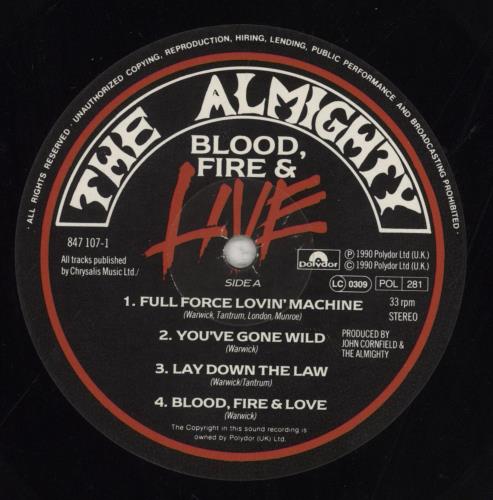 · ALL RIGHTS RESERVED · UNAUTHORIZED COPYING, REPRODUCTION, HIRING, LENDING, PUBLIC PERFORMANCE AND BROADCASTING PROHIBITED ·
THE ALMIGHTY
BLOOD,
FIRE &
LIVE
847 107-1
All tracks published
by Chrysalis Music Ltd./
SIDE A
polydor
Ⓟ 1990 Polydor Ltd (U.K.)
© 1990 Polydor Ltd (U.K.)
LC 0309 POL 281
1. FULL FORCE LOVIN' MACHINE
(Warwick, Tantrum, London, Munroe)
33 rpm
STEREO
2. YOU'VE GONE WILD
(Warwick)
PRODUCED BY
JOHN CORNFIELD &
THE ALMIGHTY
3. LAY DOWN THE LAW
(Warwick/Tantrum)
4. BLOOD, FIRE & LOVE
(Warwick)
The Copyright in this sound recording is
owned by Polydor (UK) Ltd.